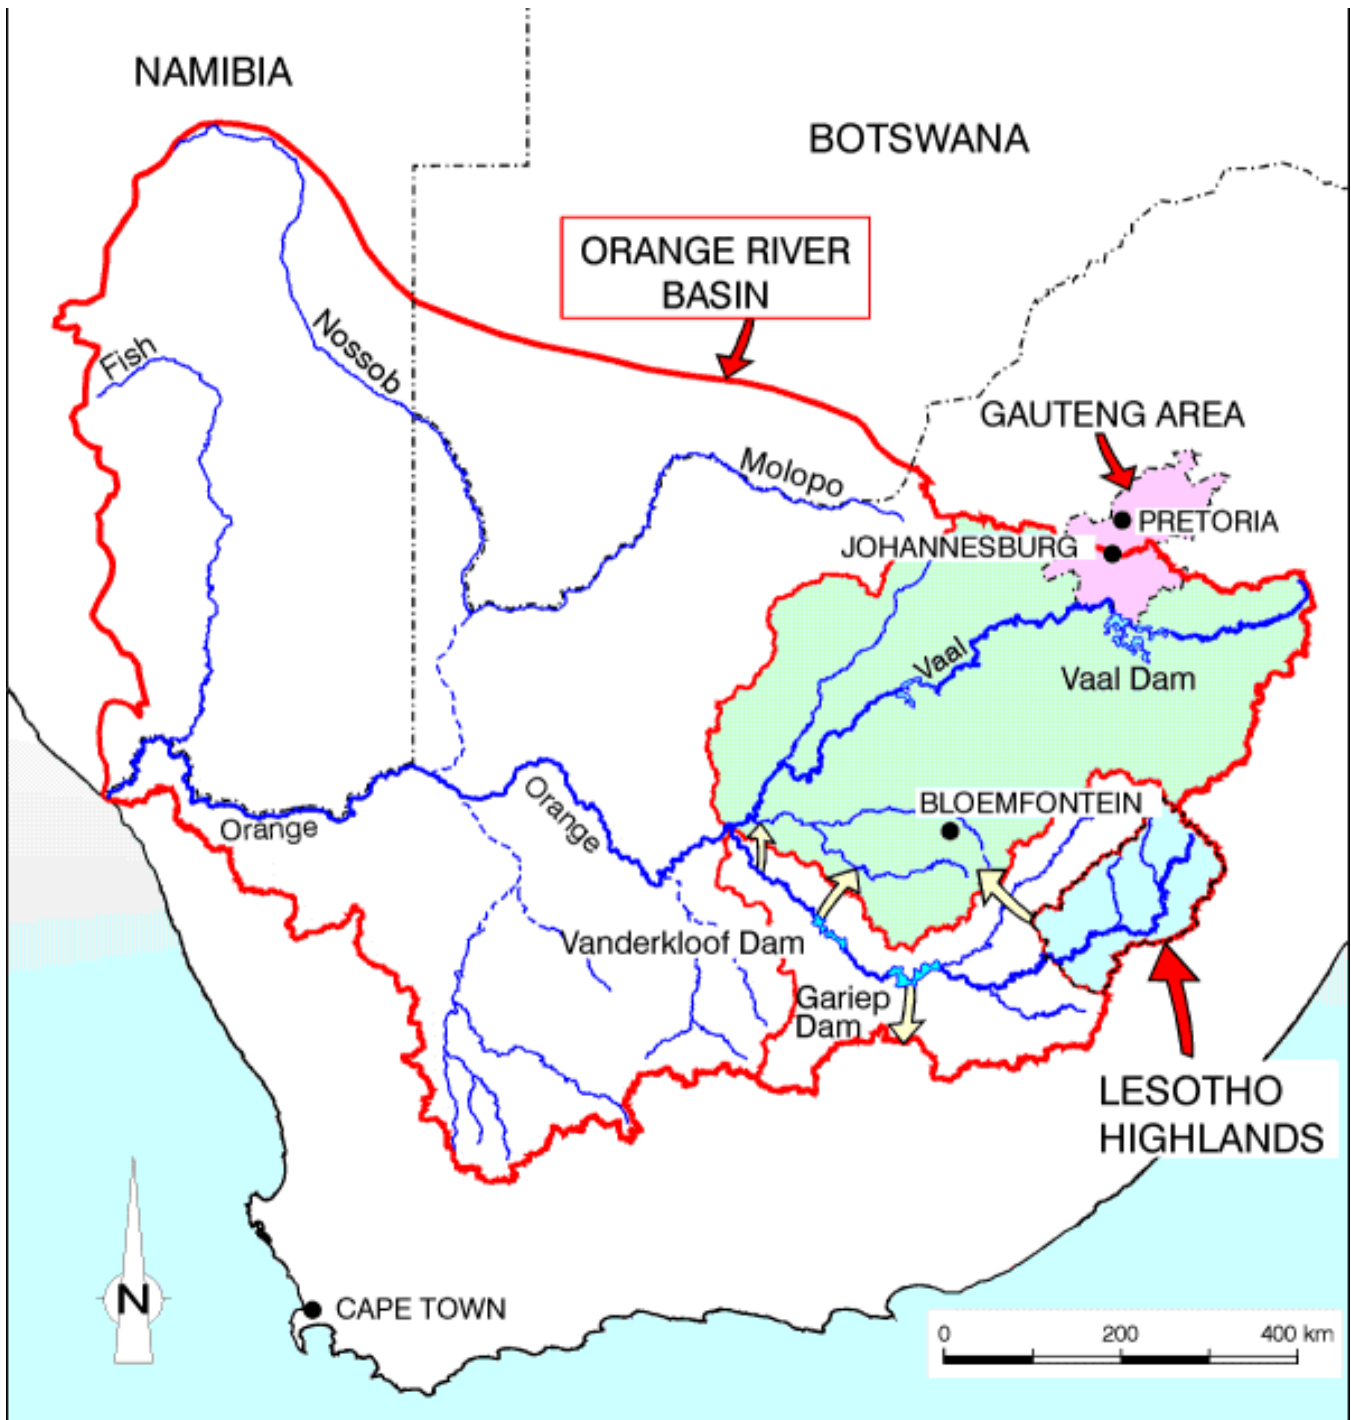 NAMIBIA
BOTSWANA
ORANGE RIVER
BASIN
Fish
Nossob
GAUTENG AREA
Molopo
PRETORIA
JOHANNESBURG
Vaal
Vaal Dam
Orange
Orange
BLOEMFONTEIN
Vanderkloof Dam
Gariep
Dam
LESOTHO
HIGHLANDS
N
CAPE TOWN
0 200 400 km